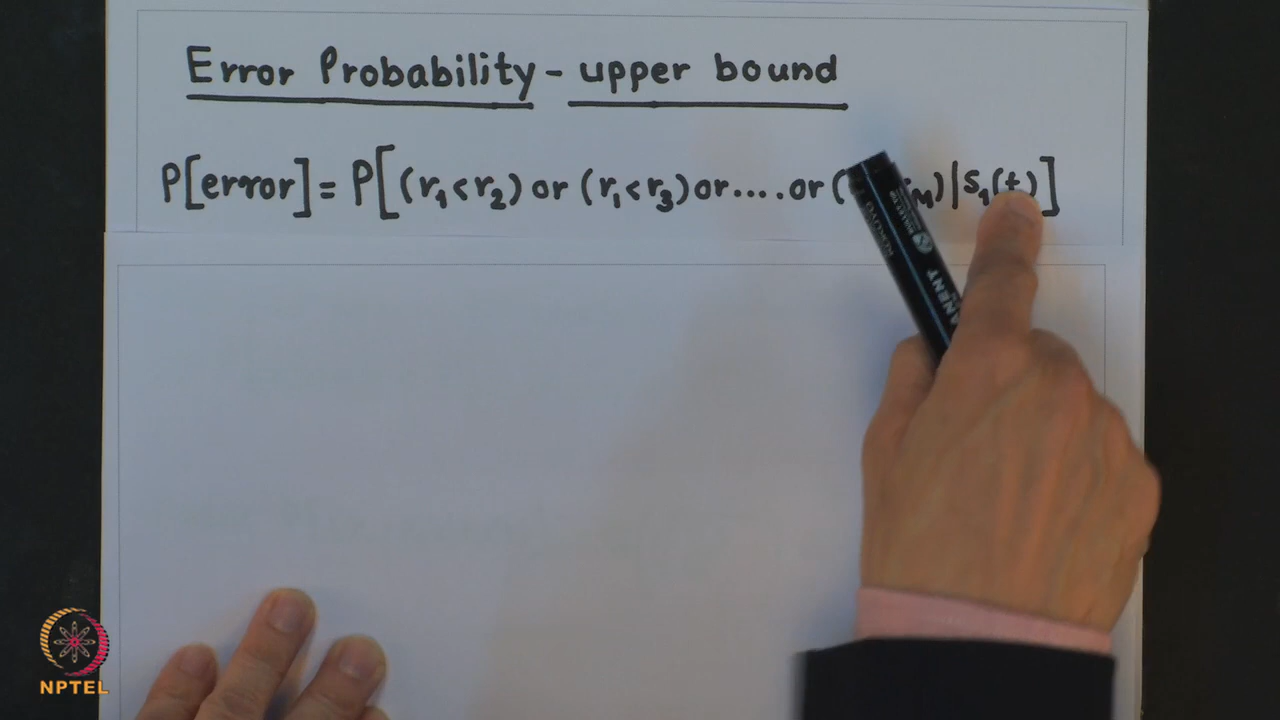 Error Probability - upper bound
P[error] = P[(r₁<r₂) or (r₁<r₃) or .... or ( M) | S₁(t)]
NPTEL